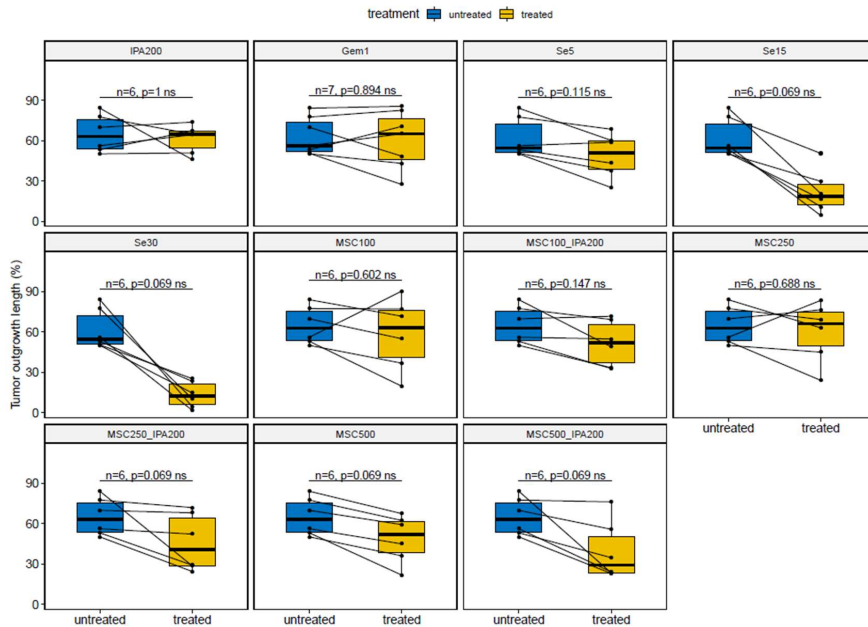 treatment untreated treated
IPA200 Gem1 Se5 Se15
n=6, p=1 ns n=7, p=0.894 ns n=6, p=0.115 ns n=6, p=0.069 ns
90
60
30
0
Se30 MSC100 MSC100_IPA200 MSC250
n=6, p=0.069 ns n=6, p=0.602 ns n=6, p=0.147 ns n=6, p=0.688 ns
Tumor outgrowth length (%)
90
60
30
0
untreated treated
MSC250_IPA200 MSC500 MSC500_IPA200
n=6, p=0.069 ns n=6, p=0.069 ns n=6, p=0.069 ns
90
60
30
0
untreated treated untreated treated untreated treated